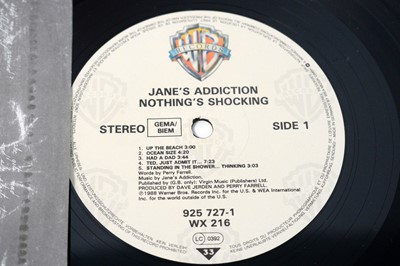 RECORDS
JANE'S ADDICTION
NOTHING'S SHOCKING
STEREO GEMA/ BIEM SIDE 1
1. UP THE BEACH 3:00
2. OCEAN SIZE 4:20
3. HAD A DAD 3:44
4. TED, JUST ADMIT IT... 7:23
5. STANDING IN THE SHOWER... THINKING 3:03
Words by Perry Farrell.
Music by Jane's Addiction.
Published by (G.B. only): Virgin Music (Publishers) Ltd.
PRODUCED BY DAVE JERDEN AND PERRY FARRELL.
℗ 1988 Warner Bros. Records Inc. for the U.S. & WEA International
Inc. for the world outside of the U.S.
925 727-1
WX 216
LC 0392
33